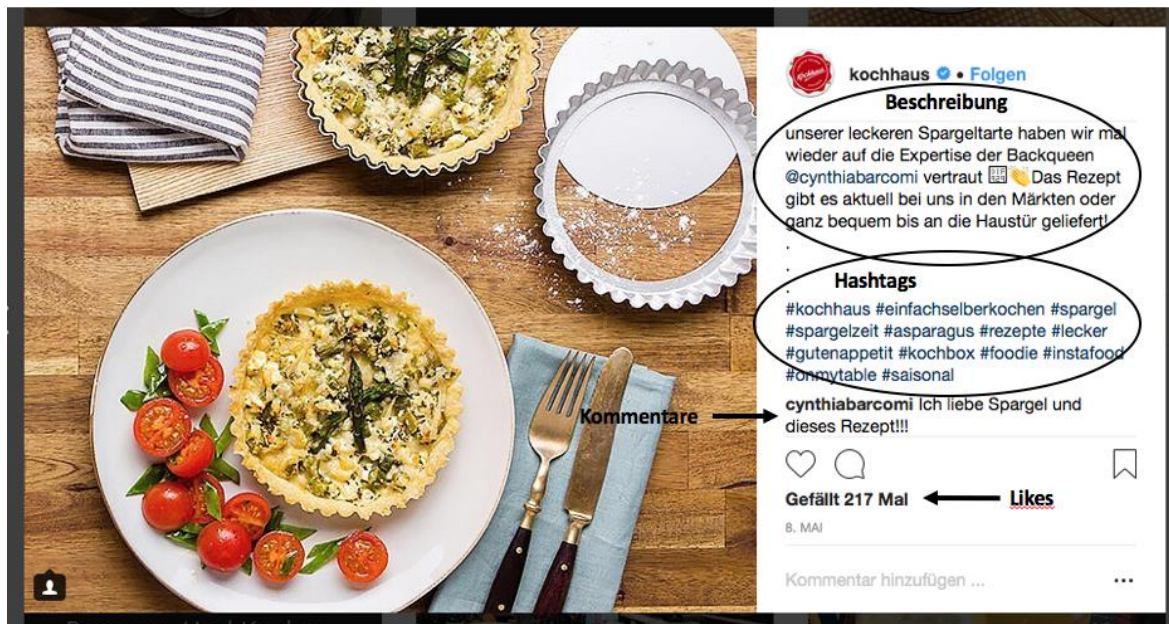 kochhaus • Folgen
Beschreibung
unserer leckeren Spargeltarte haben wir mal
wieder auf die Expertise der Backqueen
@cynthiabarcomi vertraut 👏Das Rezept
gibt es aktuell bei uns in den Märkten oder
ganz bequem bis an die Haustür geliefert!
.
.
.
Hashtags
#kochhaus #einfachselberkochen #spargel
#spargelzeit #asparagus #rezepte #lecker
#gutenappetit #kochbox #foodie #instafood
#onmytable #saisonal
Kommentare
cynthiabarcomi Ich liebe Spargel und
dieses Rezept!!!
Gefällt 217 Mal
Likes
8. MAI
Kommentar hinzufügen ...